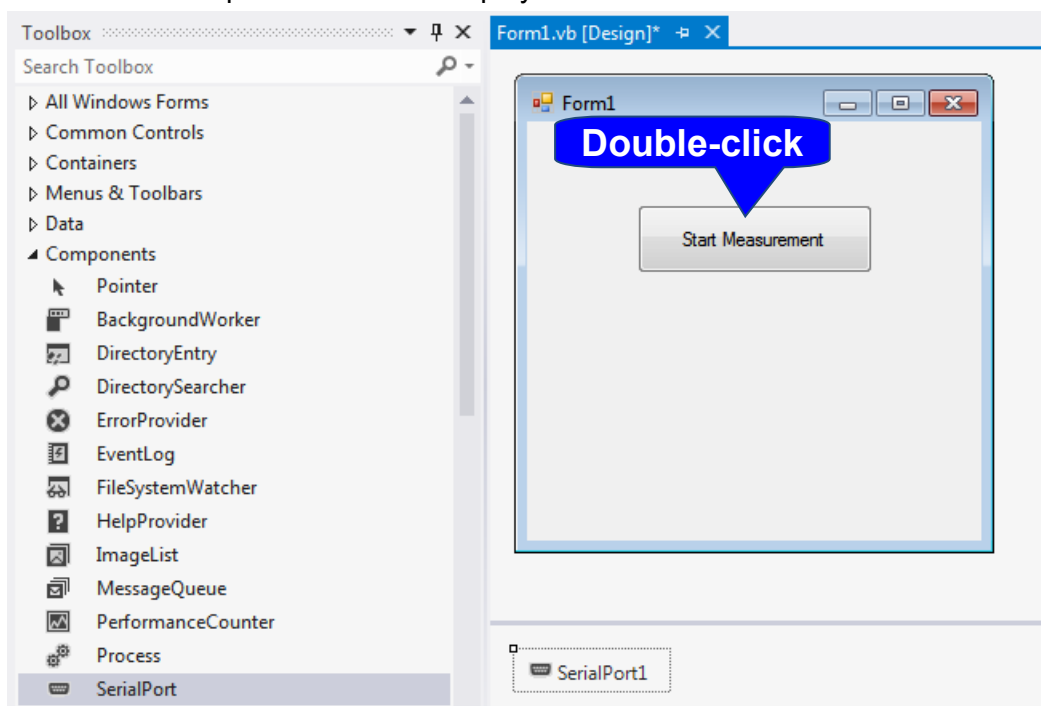 Toolbox
Search Toolbox
All Windows Forms
Common Controls
Containers
Menus & Toolbars
Data
Components
Pointer
BackgroundWorker
DirectoryEntry
DirectorySearcher
ErrorProvider
EventLog
FileSystemWatcher
HelpProvider
ImageList
MessageQueue
PerformanceCounter
Process
SerialPort
Form1.vb [Design]*
Form1
Double-click
Start Measurement
SerialPort1